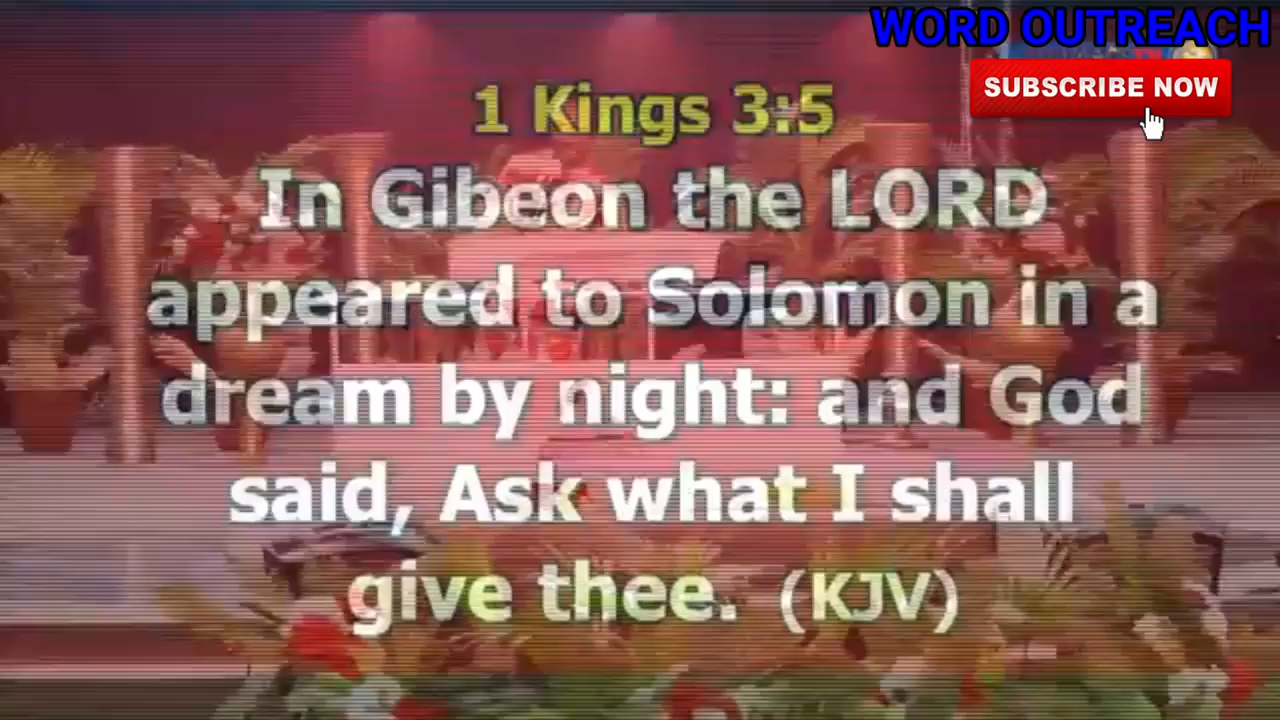 WORD OUTREACH
SUBSCRIBE NOW
1 Kings 3:5
In Gibeon the LORD
appeared to Solomon in a
dream by night: and God
said, Ask what I shall
give thee. (KJV)